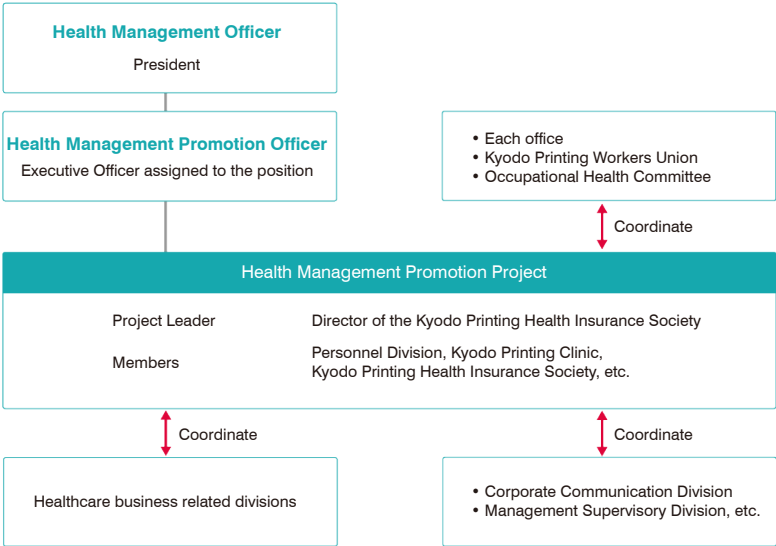 Health Management Officer
President
Health Management Promotion Officer
Executive Officer assigned to the position
• Each office
• Kyodo Printing Workers Union
• Occupational Health Committee
Coordinate
Health Management Promotion Project
Project Leader
Director of the Kyodo Printing Health Insurance Society
Members
Personnel Division, Kyodo Printing Clinic,
Kyodo Printing Health Insurance Society, etc.
Coordinate
Coordinate
Healthcare business related divisions
• Corporate Communication Division
• Management Supervisory Division, etc.